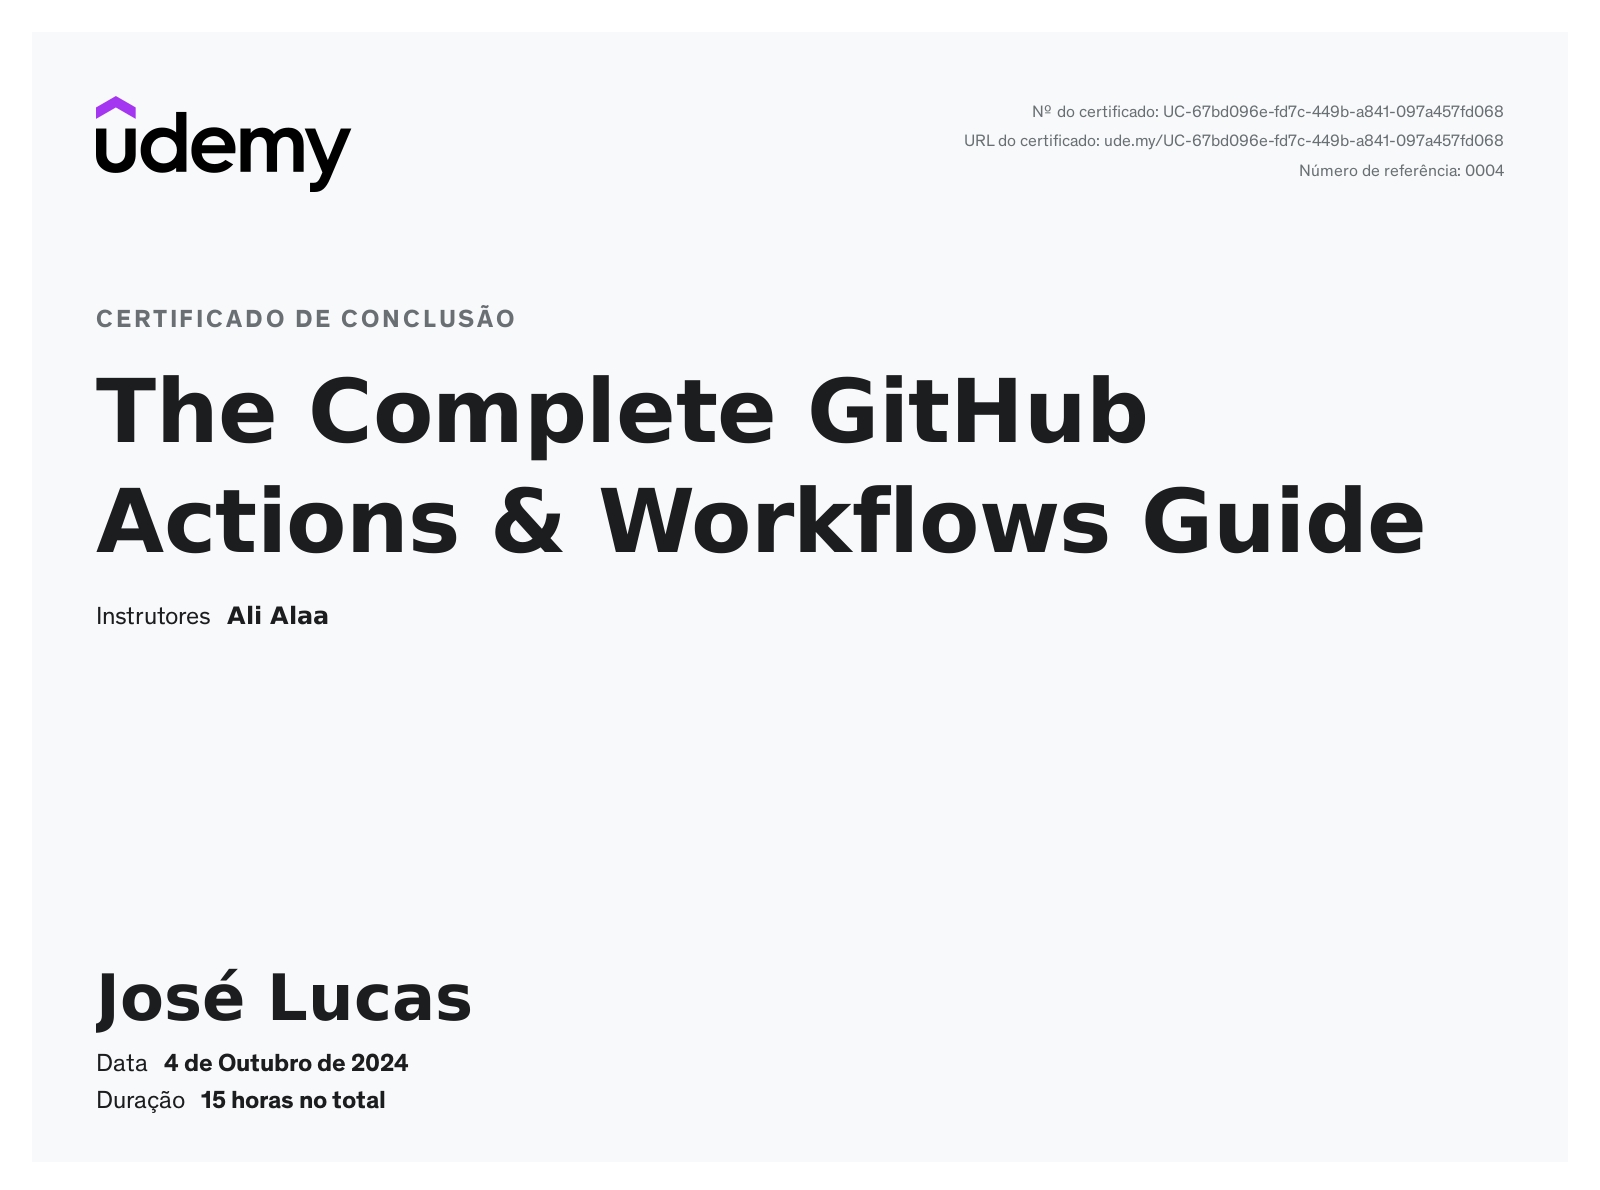 udemy
Nº do certificado: UC-67bd096e-fd7c-449b-a841-097a457fd068
URL do certificado: ude.my/UC-67bd096e-fd7c-449b-a841-097a457fd068
Número de referência: 0004
CERTIFICADO DE CONCLUSÃO
The Complete GitHub
Actions & Workflows Guide
Instrutores Ali Alaa
José Lucas
Data 4 de Outubro de 2024
Duração 15 horas no total